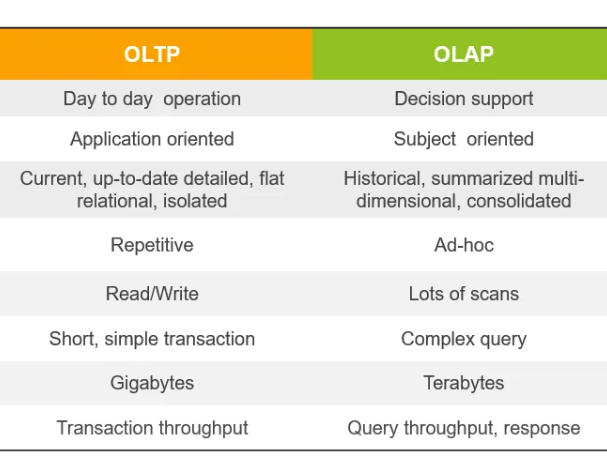 OLTP OLAP
Day to day operation Decision support
Application oriented Subject oriented
Current, up-to-date detailed, flat Historical, summarized multi-
relational, isolated dimensional, consolidated
Repetitive Ad-hoc
Read/Write Lots of scans
Short, simple transaction Complex query
Gigabytes Terabytes
Transaction throughput Query throughput, response